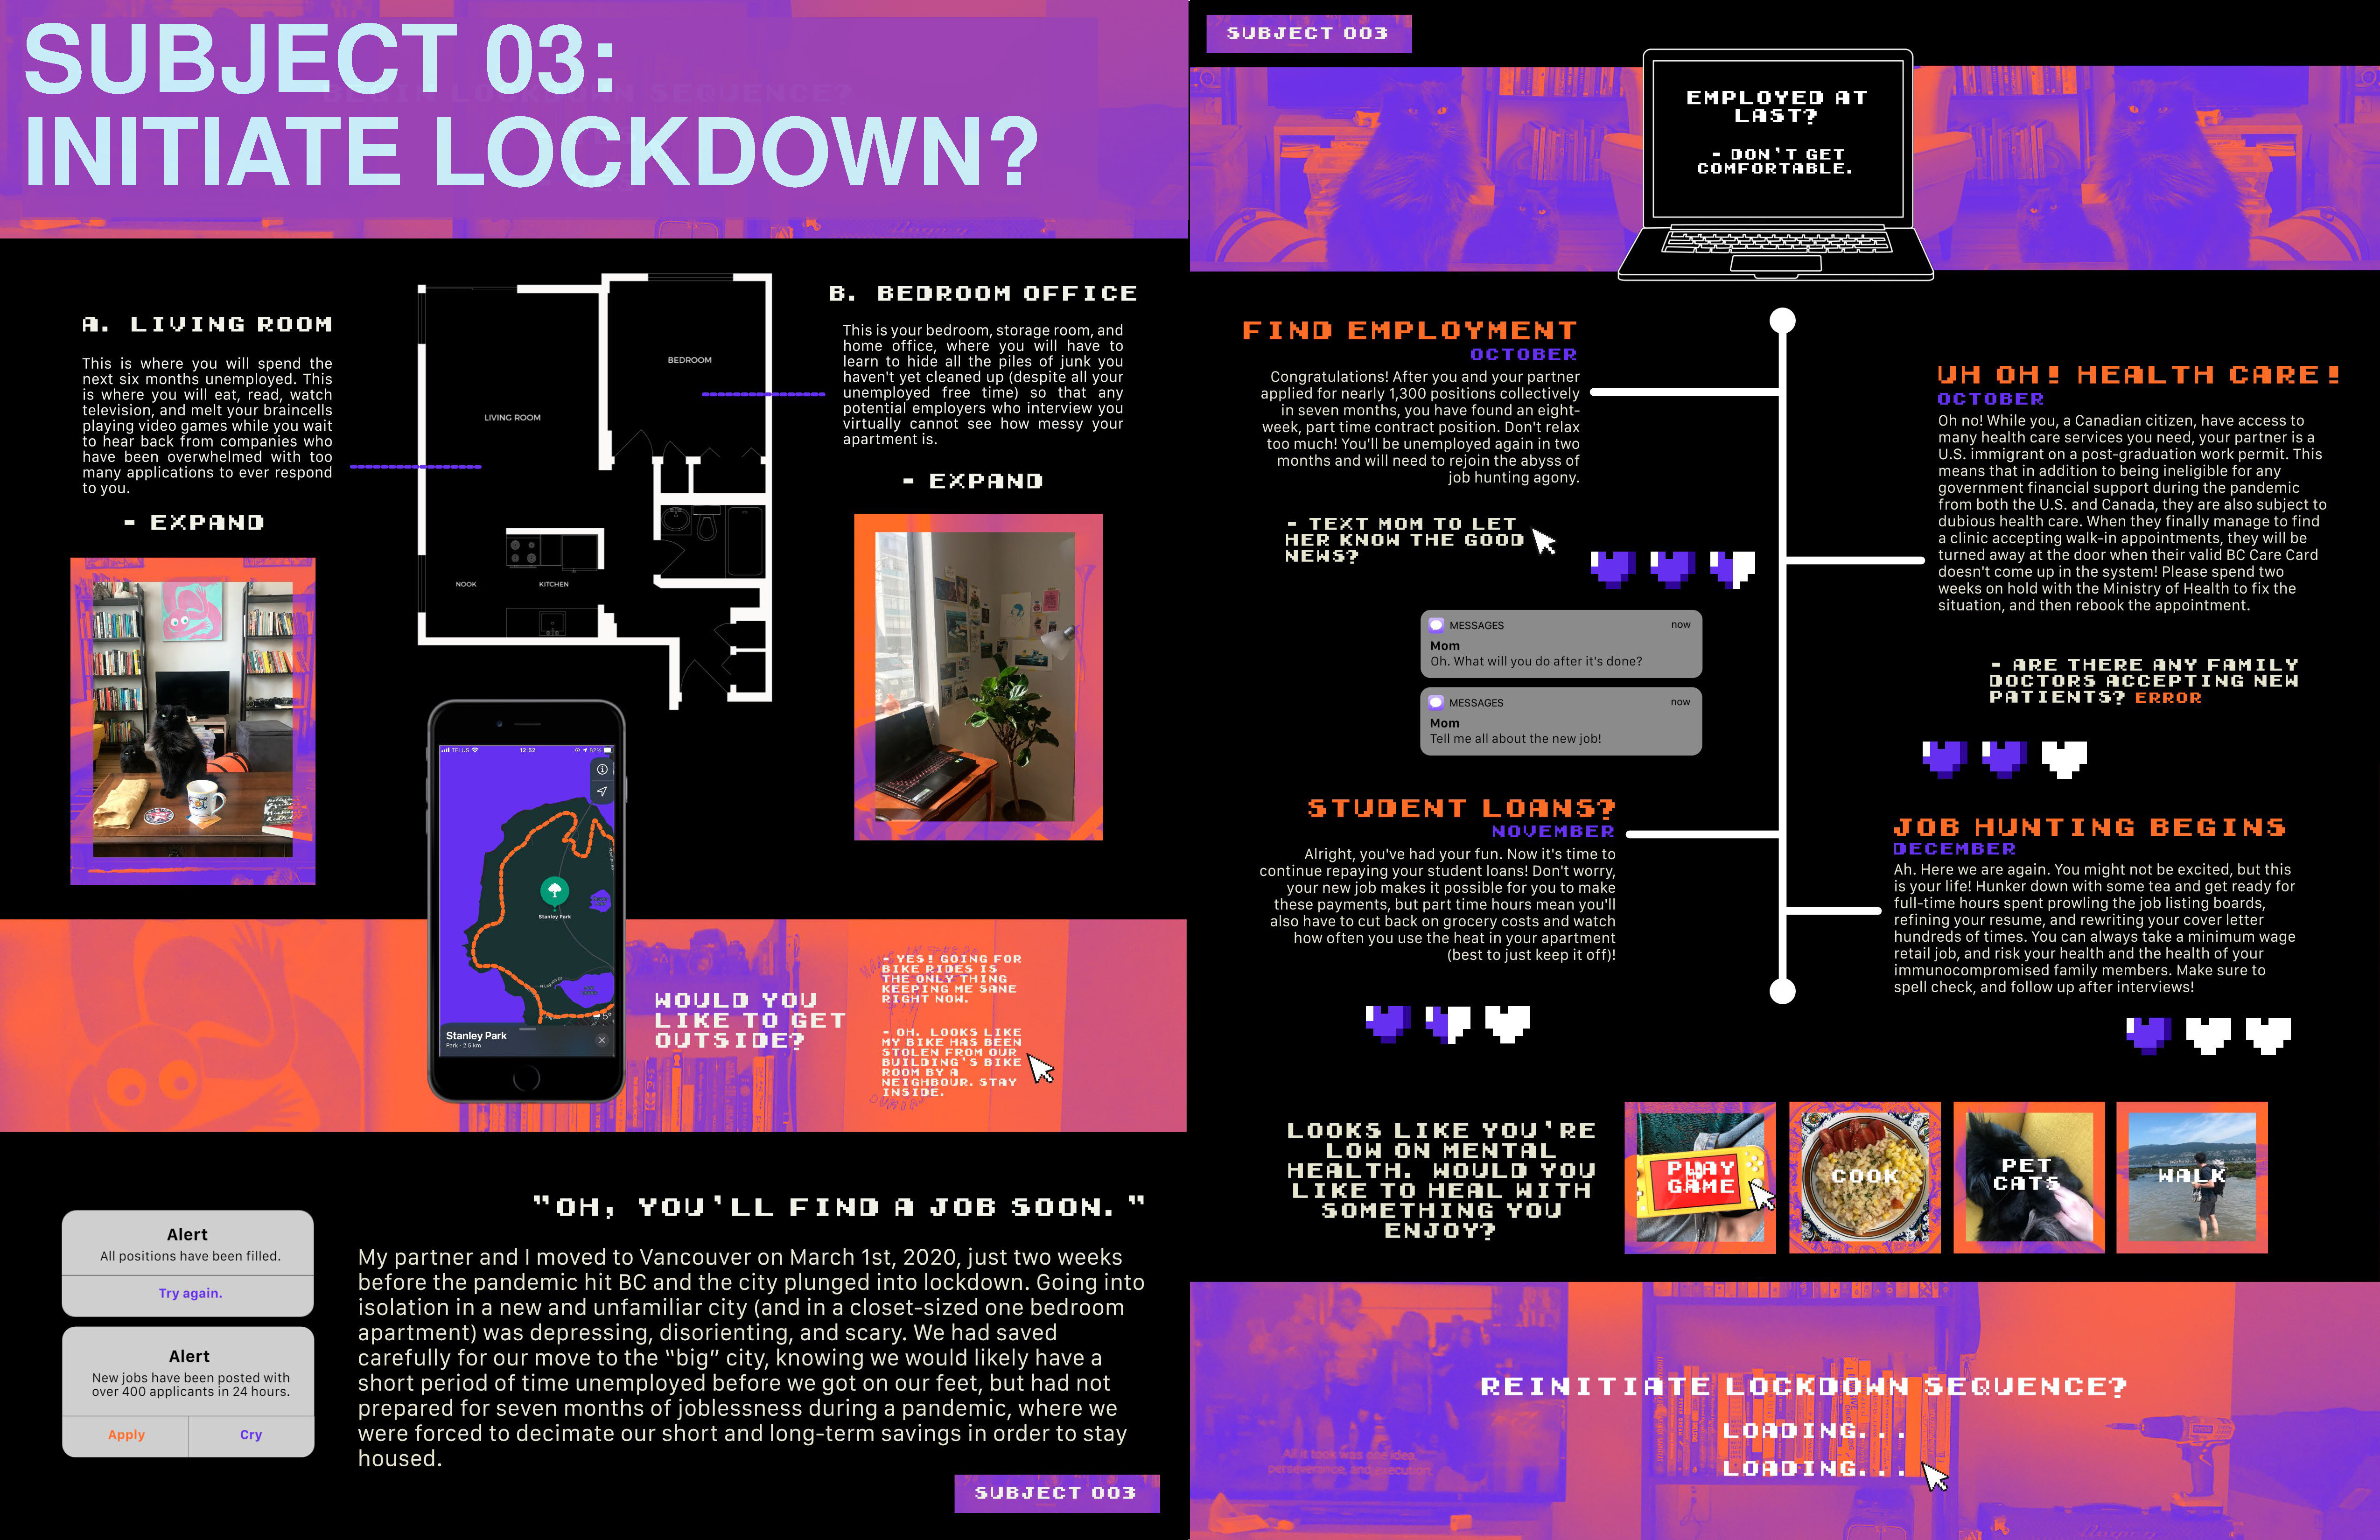 SUBJECT 03:
INITIATE LOCKDOWN?
A. LIVING ROOM
This is where you will spend the
next six months unemployed. This
is where you will eat, read, watch
television, and melt your braincells
playing video games while you wait
to hear back from companies who
have been overwhelmed with too
many applications to ever respond
to you.
- EXPAND
LIVING ROOM
BEDROOM
NOOK
KITCHEN
B. BEDROOM OFFICE
This is your bedroom, storage room, and
home office, where you will have to
learn to hide all the piles of junk you
haven't yet cleaned up (despite all your
unemployed free time) so that any
potential employers who interview you
virtually cannot see how messy your
apartment is.
- EXPAND
TELUS
12:52
82%
Stanley Park
Stanley Park
Park · 2.5 km
5°
WOULD YOU
LIKE TO GET
OUTSIDE?
- YES! GOING FOR
BIKE RIDES IS
THE ONLY THING
KEEPING ME SANE
RIGHT NOW.
- OH. LOOKS LIKE
MY BIKE HAS BEEN
STOLEN FROM OUR
BUILDING'S BIKE
ROOM BY A
NEIGHBOUR. STAY
INSIDE.
Alert
All positions have been filled.
Try again.
Alert
New jobs have been posted with
over 400 applicants in 24 hours.
Apply
Cry
"OH, YOU'LL FIND A JOB SOON."
My partner and I moved to Vancouver on March 1st, 2020, just two weeks
before the pandemic hit BC and the city plunged into lockdown. Going into
isolation in a new and unfamiliar city (and in a closet-sized one bedroom
apartment) was depressing, disorienting, and scary. We had saved
carefully for our move to the “big” city, knowing we would likely have a
short period of time unemployed before we got on our feet, but had not
prepared for seven months of joblessness during a pandemic, where we
were forced to decimate our short and long-term savings in order to stay
housed.
SUBJECT 003
SUBJECT 003
EMPLOYED AT
LAST?
- DON'T GET
COMFORTABLE.
FIND EMPLOYMENT
OCTOBER
Congratulations! After you and your partner
applied for nearly 1,300 positions collectively
in seven months, you have found an eight-
week, part time contract position. Don't relax
too much! You'll be unemployed again in two
months and will need to rejoin the abyss of
job hunting agony.
- TEXT MOM TO LET
HER KNOW THE GOOD
NEWS?
MESSAGES
now
Mom
Oh. What will you do after it's done?
MESSAGES
now
Mom
Tell me all about the new job!
UH OH! HEALTH CARE!
OCTOBER
Oh no! While you, a Canadian citizen, have access to
many health care services you need, your partner is a
U.S. immigrant on a post-graduation work permit. This
means that in addition to being ineligible for any
government financial support during the pandemic
from both the U.S. and Canada, they are also subject to
dubious health care. When they finally manage to find
a clinic accepting walk-in appointments, they will be
turned away at the door when their valid BC Care Card
doesn't come up in the system! Please spend two
weeks on hold with the Ministry of Health to fix the
situation, and then rebook the appointment.
- ARE THERE ANY FAMILY
DOCTORS ACCEPTING NEW
PATIENTS? ERROR
STUDENT LOANS?
NOVEMBER
Alright, you've had your fun. Now it's time to
continue repaying your student loans! Don't worry,
your new job makes it possible for you to make
these payments, but part time hours mean you'll
also have to cut back on grocery costs and watch
how often you use the heat in your apartment
(best to just keep it off)!
JOB HUNTING BEGINS
DECEMBER
Ah. Here we are again. You might not be excited, but this
is your life! Hunker down with some tea and get ready for
full-time hours spent prowling the job listing boards,
refining your resume, and rewriting your cover letter
hundreds of times. You can always take a minimum wage
retail job, and risk your health and the health of your
immunocompromised family members. Make sure to
spell check, and follow up after interviews!
LOOKS LIKE YOU'RE
LOW ON MENTAL
HEALTH. WOULD YOU
LIKE TO HEAL WITH
SOMETHING YOU
ENJOY?
PLAY
GAME
COOK
PET
CATS
WALK
All it took was one idea,
perseverance, and execution.
REINITIATE LOCKDOWN SEQUENCE?
LOADING...
LOADING...